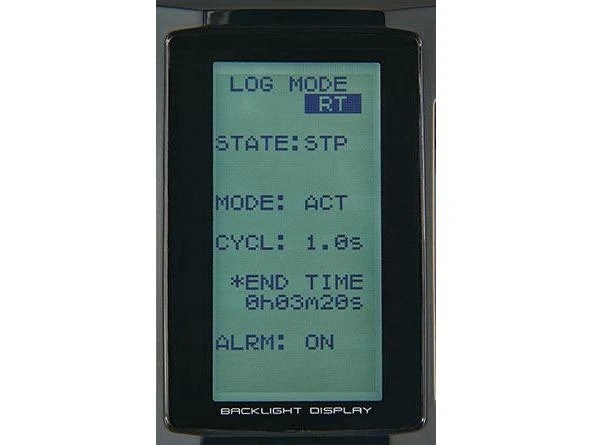 LOG MODE
RT
STATE:STP
MODE: ACT
CYCL: 1.0s
*END TIME
0h03m20s
ALRM: ON
BACKLIGHT DISPLAY